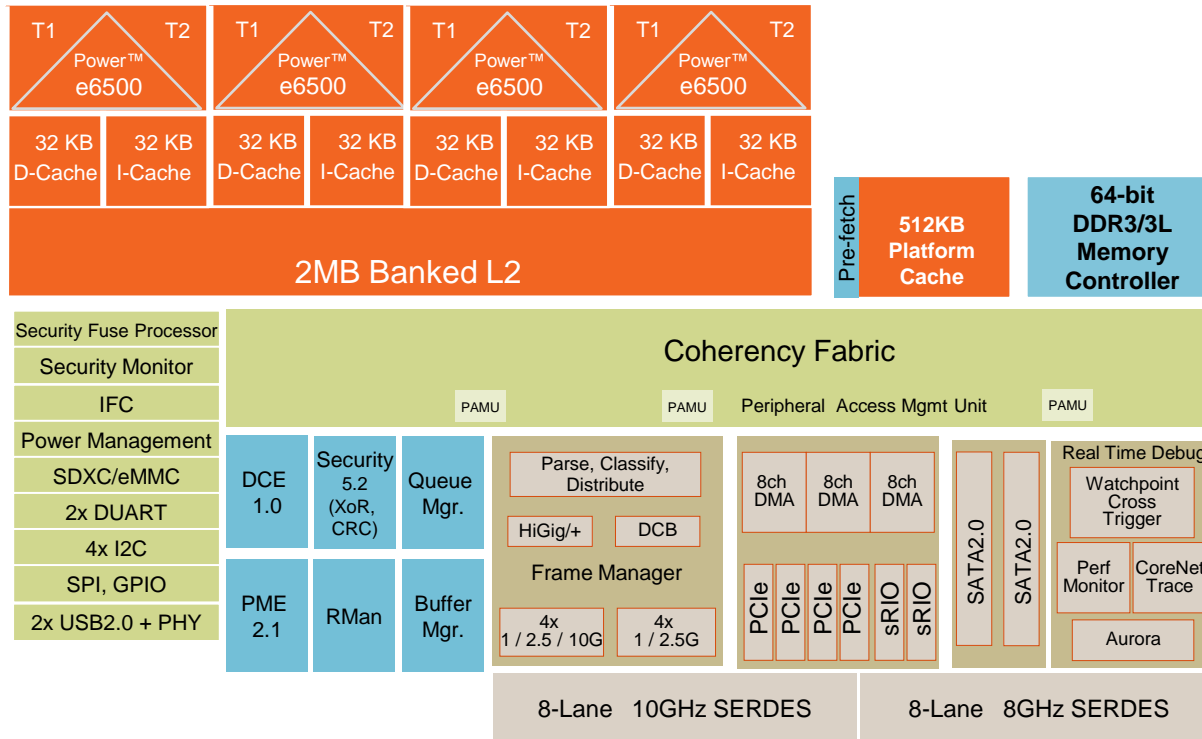 T1 T2
Power™
e6500
T1 T2
Power™
e6500
T1 T2
Power™
e6500
T1 T2
Power™
e6500
32 KB
D-Cache
32 KB
I-Cache
32 KB
D-Cache
32 KB
I-Cache
32 KB
D-Cache
32 KB
I-Cache
32 KB
D-Cache
32 KB
I-Cache
2MB Banked L2
Pre-fetch
512KB
Platform
Cache
64-bit
DDR3/3L
Memory
Controller
Security Fuse Processor
Security Monitor
IFC
Power Management
SDXC/eMMC
2x DUART
4x I2C
SPI, GPIO
2x USB2.0 + PHY
Coherency Fabric
PAMU
PAMU
Peripheral Access Mgmt Unit
PAMU
DCE
1.0
Security
5.2
(XoR,
CRC)
Queue
Mgr.
PME
2.1
RMan
Buffer
Mgr.
Parse, Classify,
Distribute
HiGig/+
DCB
Frame Manager
4x
1 / 2.5 / 10G
4x
1 / 2.5G
8ch
DMA
8ch
DMA
8ch
DMA
PCIe
PCIe
PCIe
PCIe
sRIO
sRIO
SATA2.0
SATA2.0
Real Time Debug
Watchpoint
Cross
Trigger
Perf
Monitor
CoreNet
Trace
Aurora
8-Lane 10GHz SERDES
8-Lane 8GHz SERDES